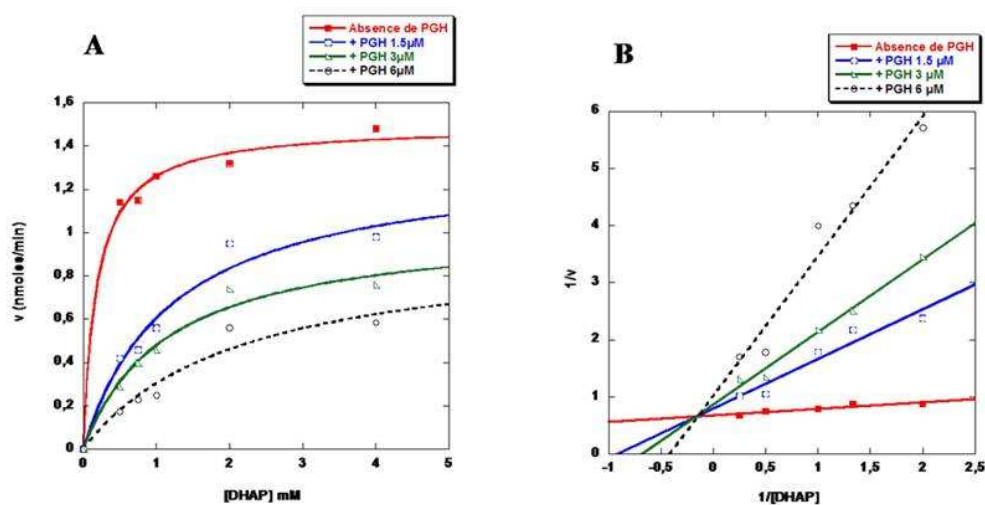 A
Absence de PGH
+ PGH 1.5µM
+ PGH 3µM
+ PGH 6µM
1,6
1,4
1,2
1
0,8
0,6
0,4
0,2
0
0 1 2 3 4 5
v (nmoles/min)
[DHAP] mM
B
Absence de PGH
+ PGH 1.5 µM
+ PGH 3 µM
+ PGH 6 µM
6
5
4
3
2
1
0
-1 -0,5 0 0,5 1 1,5 2 2,5
1/v
1/[DHAP]